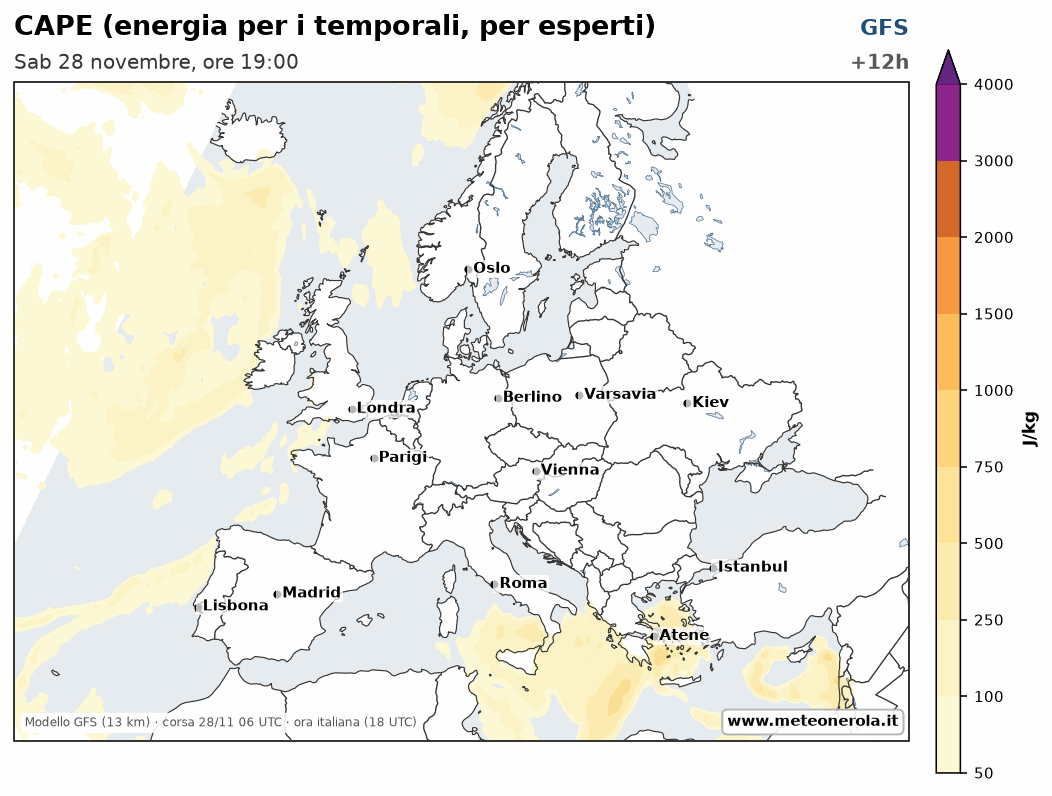 CAPE (energia per i temporali, per esperti)
GFS
Sab 28 novembre, ore 19:00
+12h
4000
3000
2000
1500
1000
750
500
250
100
50
J/kg
Oslo
Berlino
Varsavia
Kiev
Londra
Parigi
Vienna
Istanbul
Roma
Madrid
Lisbona
Atene
Modello GFS (13 km) · corsa 28/11 06 UTC · ora italiana (18 UTC)
www.meteonerola.it